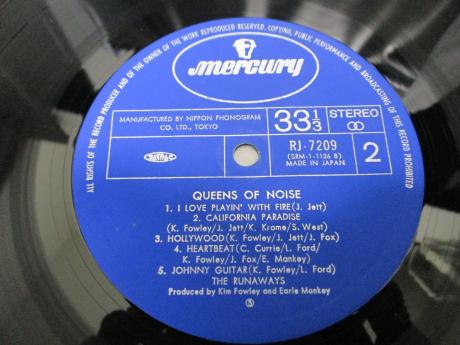 ALL RIGHTS OF THE RECORD PRODUCER AND OF THE OWNER OF THE WORK REPRODUCED RESERVED, COPYING, PUBLIC PERFORMANCE AND BROADCASTING OF THIS RECORD PROHIBITED
mercury
MANUFACTURED BY NIPPON PHONOGRAM
CO. LTD., TOKYO
33 1/3
STEREO
RJ-7209
(SRM-1-1126 B)
MADE IN JAPAN
2
QUEENS OF NOISE
1. I LOVE PLAYIN' WITH FIRE(J. Jett)
2. CALIFORNIA PARADISE
(K. Fowley/J. Jett/K. Krome/S. West)
3. HOLLYWOOD(K. Fowley/J. Jett/J. Fox)
4. HEARTBEAT(C. Currie/L. Ford/
K. Fowley/J. Fox/E. Mankey)
5. JOHNNY GUITAR(K. Fowley/L. Ford)
THE RUNAWAYS
Produced by Kim Fowley and Earle Mankey